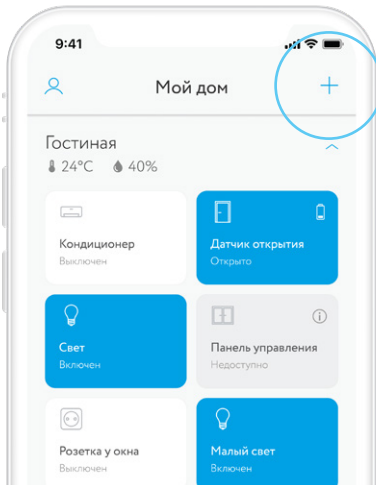 9:41
Мой дом
Гостиная
24°C 40%
Кондиционер
Выключен
Датчик открытия
Открыто
Свет
Включен
Панель управления
Недоступно
Розетка у окна
Выключен
Малый свет
Включен